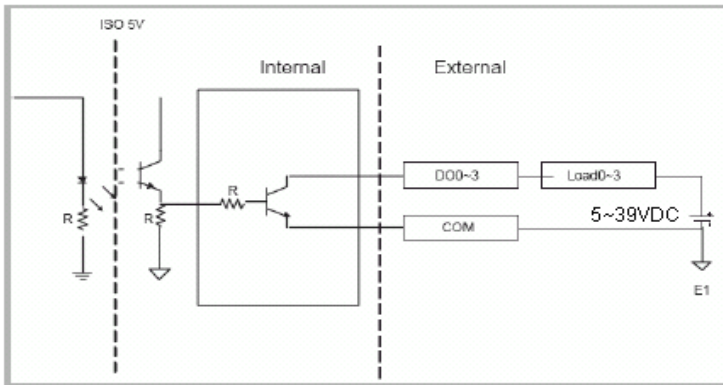 ISO 5V
Internal
External
DO0~3
Load0~3
R
R
R
COM
5~39VDC
E1